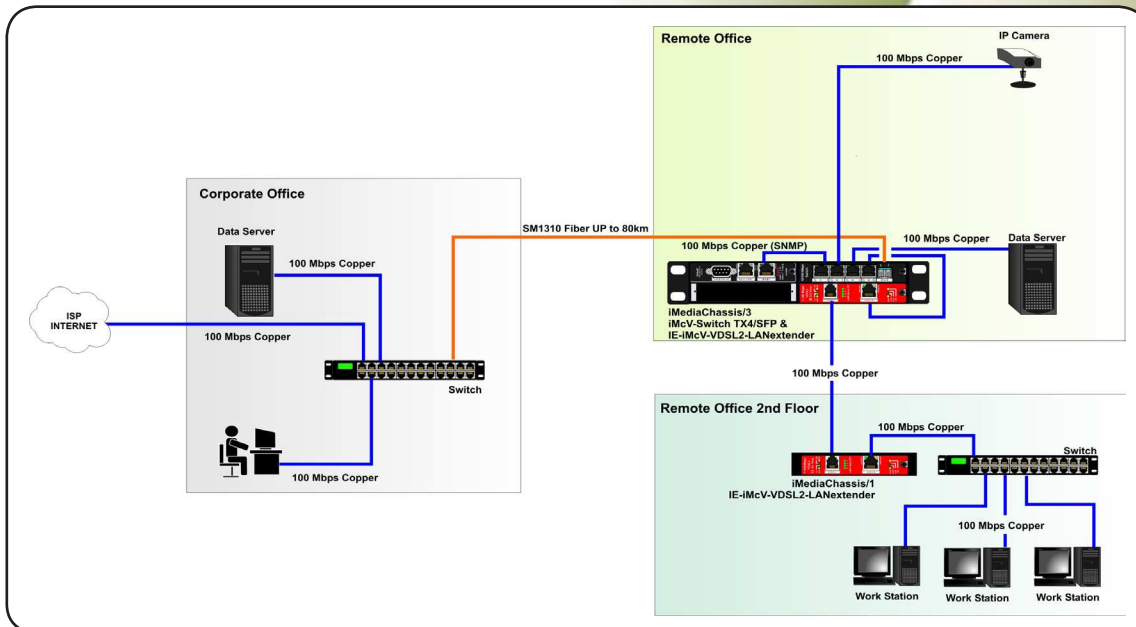 Remote Office
IP Camera
100 Mbps Copper
Corporate Office
Data Server
SM1310 Fiber UP to 80km
100 Mbps Copper (SNMP)
100 Mbps Copper
Data Server
100 Mbps Copper
ISP
INTERNET
100 Mbps Copper
iMediaChassis/3
iMcV-Switch TX4/SFP &
IE-iMcV-VDSL2-LANextender
Switch
100 Mbps Copper
Remote Office 2nd Floor
100 Mbps Copper
Switch
100 Mbps Copper
iMediaChassis/1
IE-iMcV-VDSL2-LANextender
100 Mbps Copper
Work Station
Work Station
Work Station